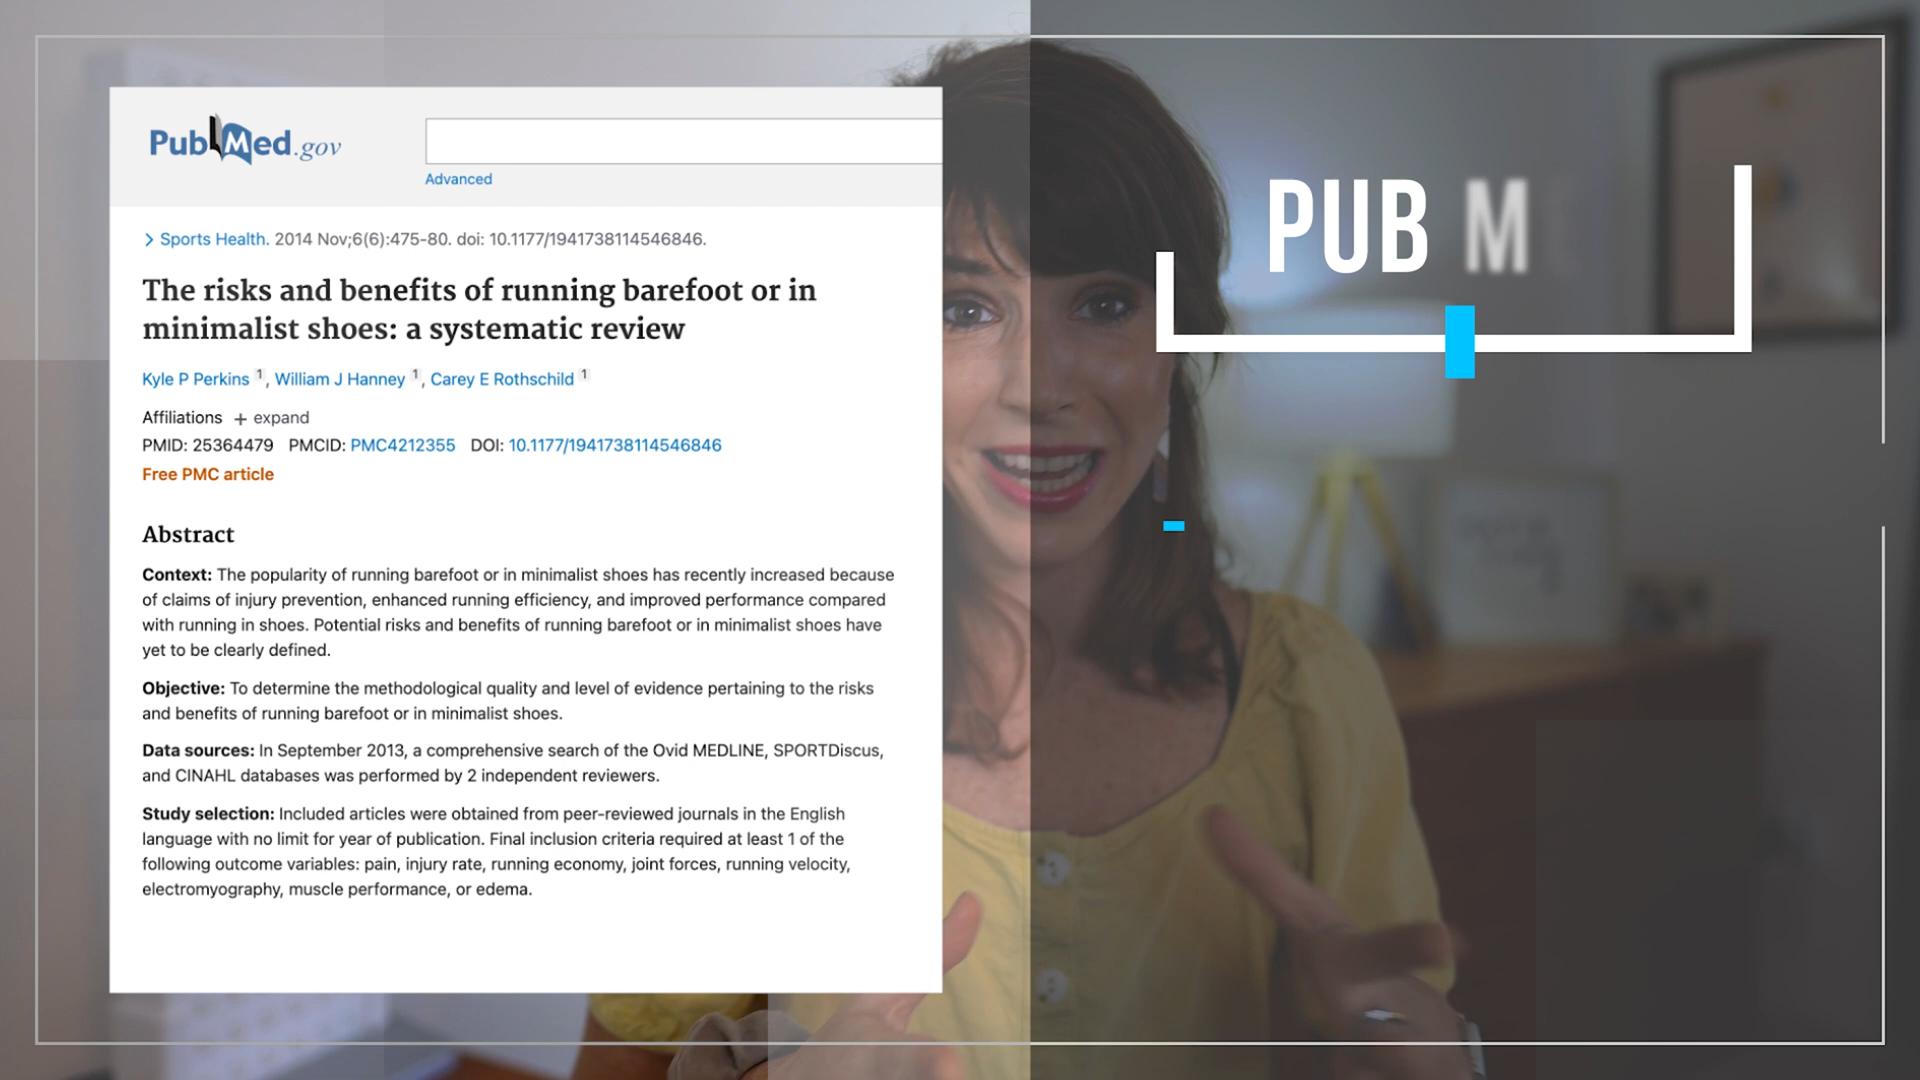 PubMed.gov
Advanced
> Sports Health. 2014 Nov;6(6):475-80. doi: 10.1177/1941738114546846.
The risks and benefits of running barefoot or in
minimalist shoes: a systematic review
Kyle P Perkins 1, William J Hanney 1, Carey E Rothschild 1
Affiliations + expand
PMID: 25364479 PMCID: PMC4212355 DOI: 10.1177/1941738114546846
Free PMC article
Abstract
Context: The popularity of running barefoot or in minimalist shoes has recently increased because
of claims of injury prevention, enhanced running efficiency, and improved performance compared
with running in shoes. Potential risks and benefits of running barefoot or in minimalist shoes have
yet to be clearly defined.
Objective: To determine the methodological quality and level of evidence pertaining to the risks
and benefits of running barefoot or in minimalist shoes.
Data sources: In September 2013, a comprehensive search of the Ovid MEDLINE, SPORTDiscus,
and CINAHL databases was performed by 2 independent reviewers.
Study selection: Included articles were obtained from peer-reviewed journals in the English
language with no limit for year of publication. Final inclusion criteria required at least 1 of the
following outcome variables: pain, injury rate, running economy, joint forces, running velocity,
electromyography, muscle performance, or edema.
PUB M